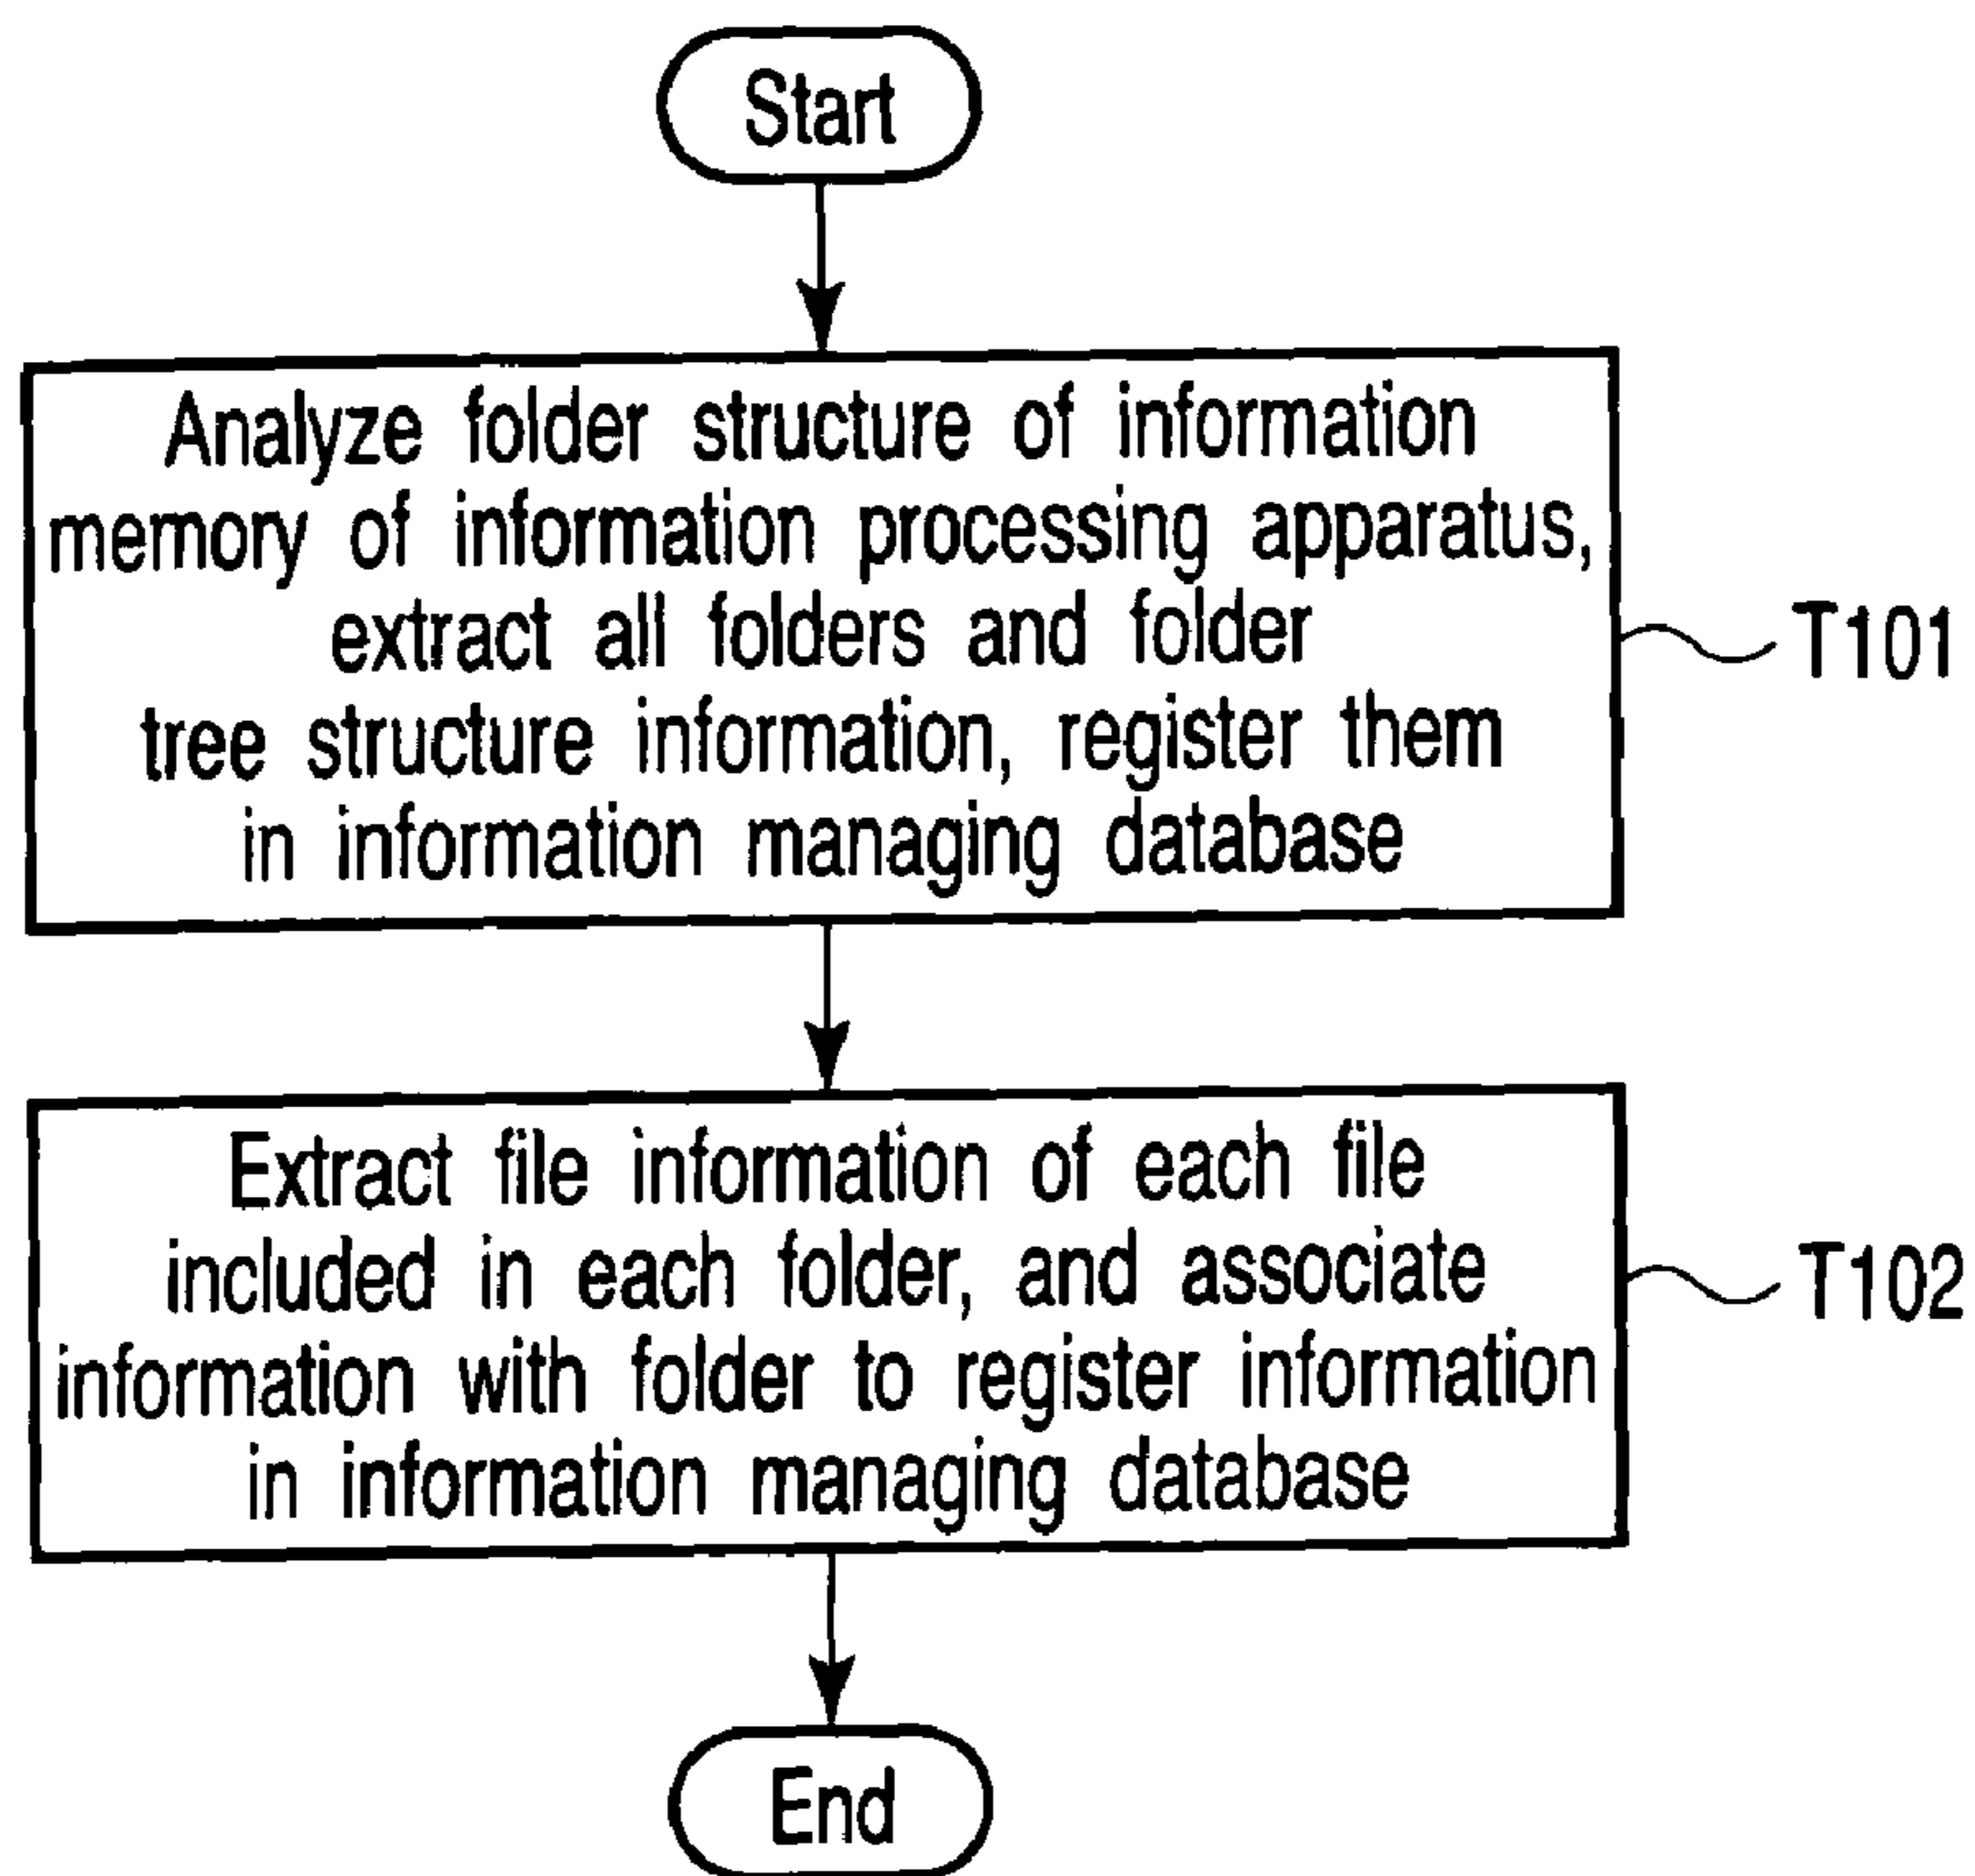 Start
Analyze folder structure of information
memory of information processing apparatus,
extract all folders and folder
tree structure information, register them
in information managing database
T101
Extract file information of each file
included in each folder, and associate
information with folder to register information
in information managing database
T102
End